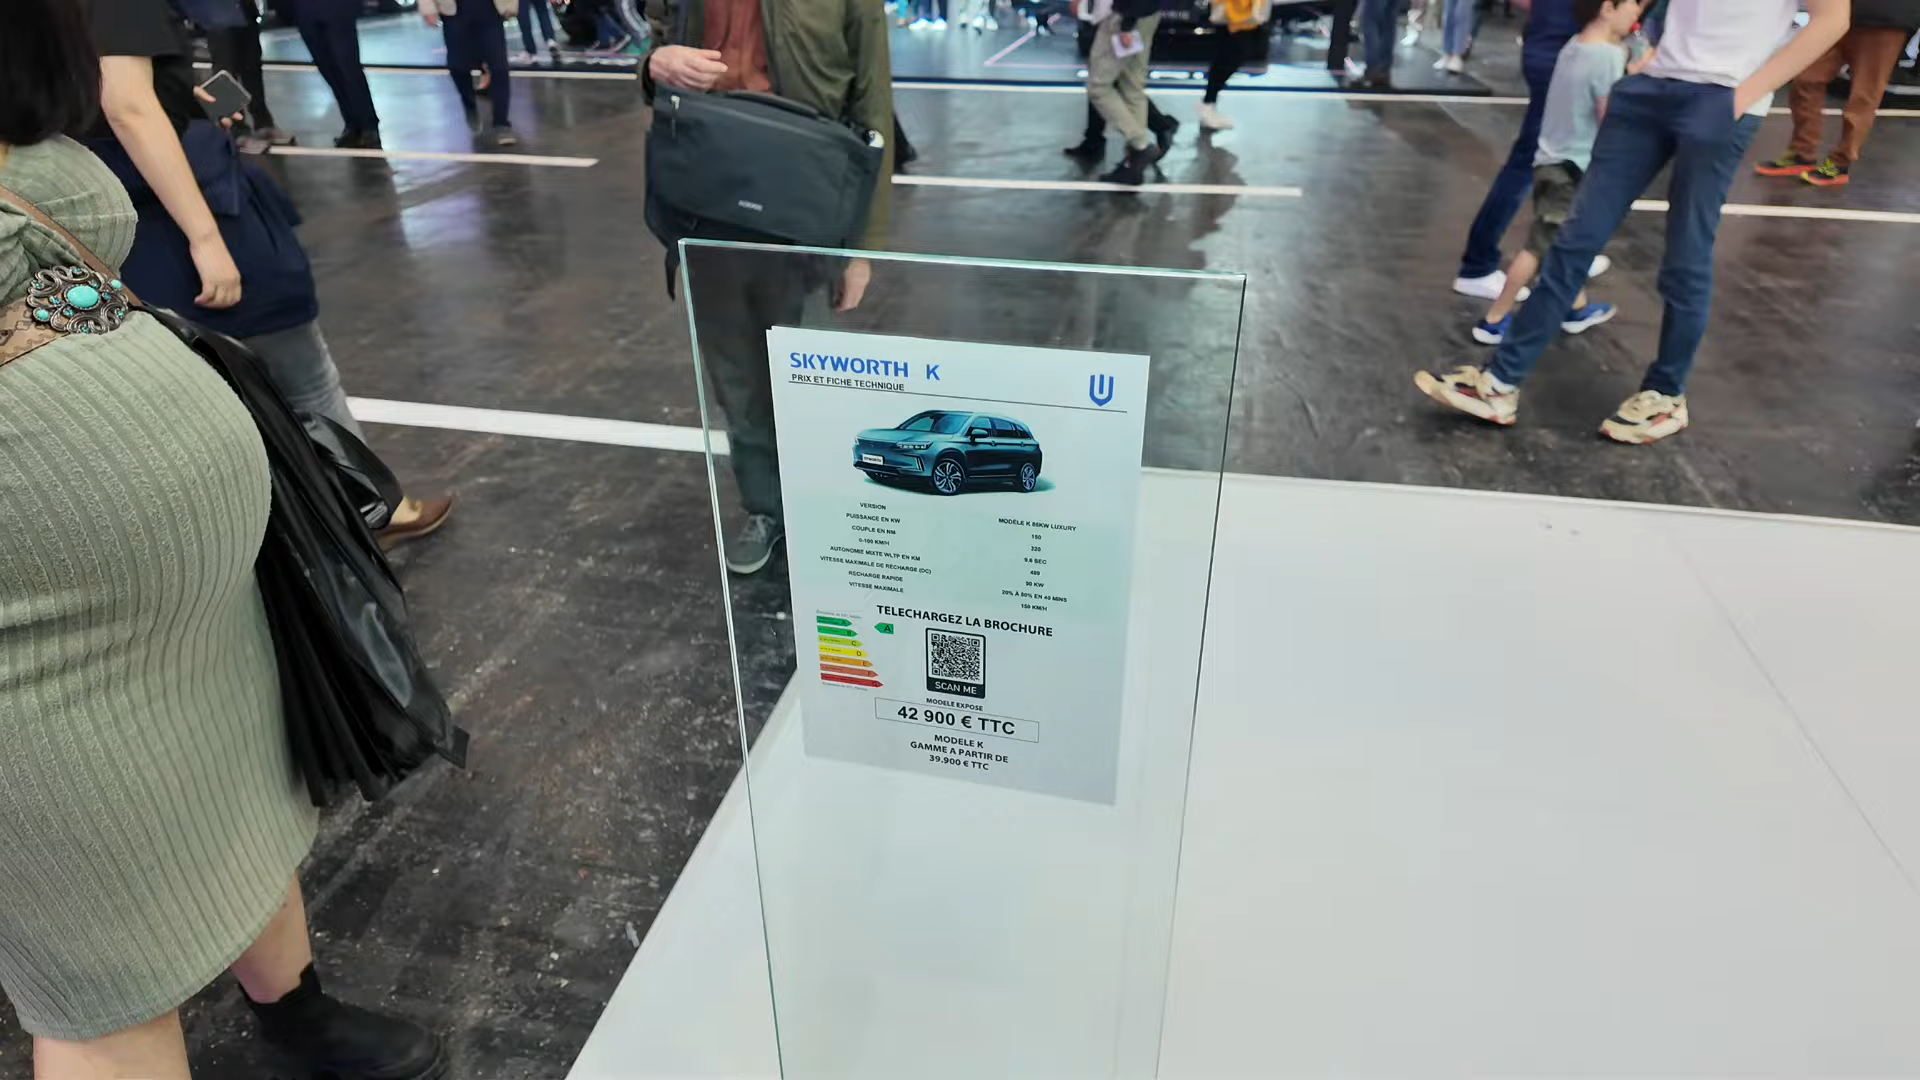 SKYWORTH K
PRIX ET FICHE TECHNIQUE
VERSION
MODÈLE K 86KW LUXURY
PUISSANCE EN KW
150
COUPLE EN NM
320
0-100 KM/H
9.6 SEC
AUTONOMIE MIXTE WLTP EN KM
489
VITESSE MAXIMALE DE RECHARGE (DC)
90 KW
RECHARGE RAPIDE
20% À 80% EN 40 MINS
VITESSE MAXIMALE
150 KM/H
TELECHARGEZ LA BROCHURE
A
A
B
C
D
E
F
G
SCAN ME
MODELE EXPOSE
42 900 € TTC
MODELE K
GAMME A PARTIR DE
39.900 € TTC